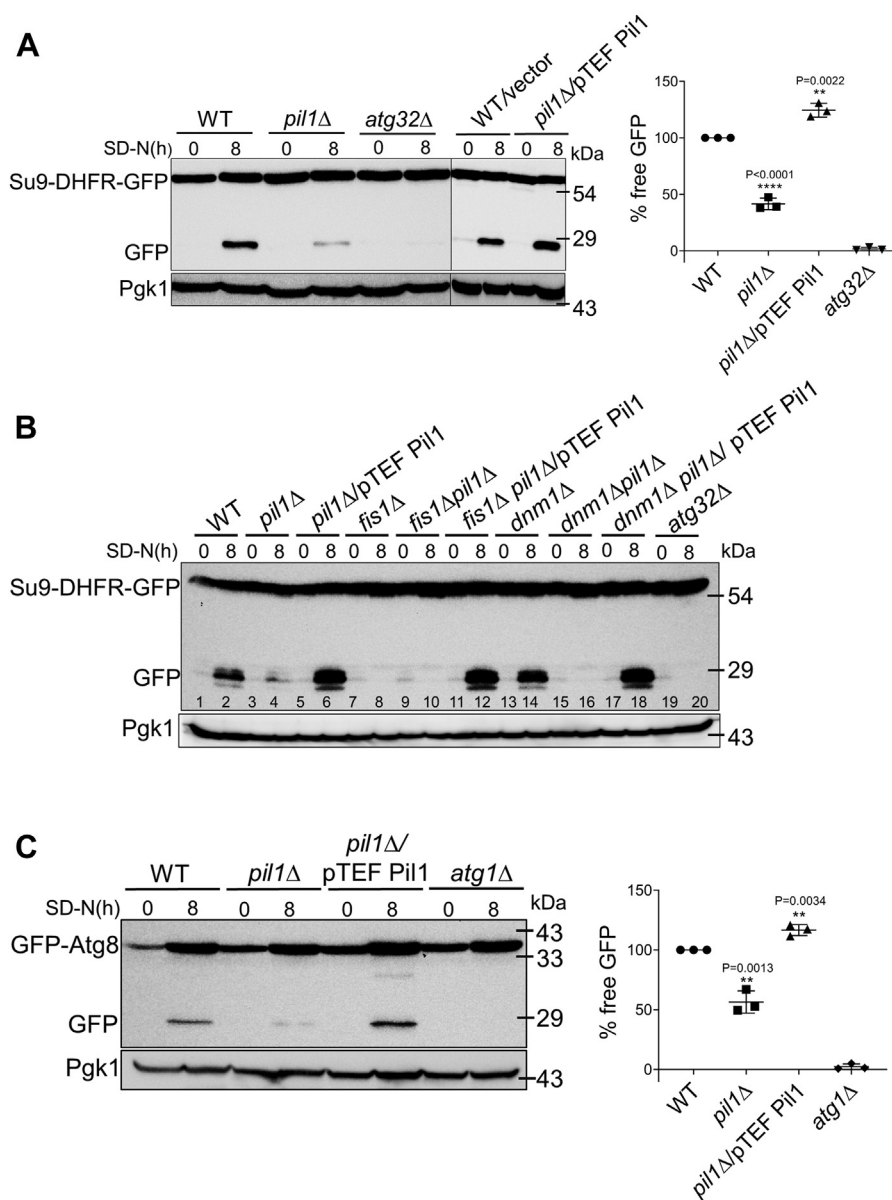 A
WT pil1Δ atg32Δ WT/vector pil1Δ/pTEF Pil1
SD-N(h) 0 8 0 8 0 8 0 8 0 8 kDa
Su9-DHFR-GFP
54
GFP
29
Pgk1
43
% free GFP
150
100
50
0
P<0.0001
****
P=0.0022
**
WT pil1Δ pil1Δ/pTEF Pil1 atg32Δ
B
WT pil1Δ pil1Δ/pTEF Pil1 fis1Δ fis1Δpil1Δ fis1Δ pil1Δ/pTEF Pil1 dnm1Δ dnm1Δpil1Δ dnm1Δ pil1Δ/ pTEF Pil1 atg32Δ
SD-N(h) 0 8 0 8 0 8 0 8 0 8 0 8 0 8 0 8 0 8 0 8 kDa
Su9-DHFR-GFP
54
GFP
29
1 2 3 4 5 6 7 8 9 10 11 12 13 14 15 16 17 18 19 20
Pgk1
43
C
WT pil1Δ pil1Δ/
pTEF Pil1 atg1Δ
SD-N(h) 0 8 0 8 0 8 0 8 kDa
GFP-Atg8
43
33
GFP
29
Pgk1
43
% free GFP
150
100
50
0
P=0.0013
**
P=0.0034
**
WT pil1Δ pil1Δ/pTEF Pil1 atg1Δ